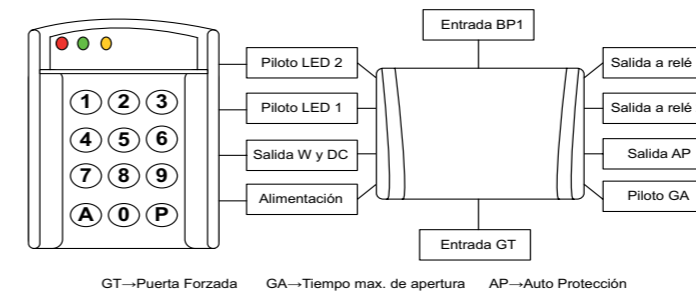 Entrada BP1
Piloto LED 2
Salida a relé
1 2 3
Piloto LED 1
Salida a relé
4 5 6
Salida W y DC
Salida AP
7 8 9
Alimentación
Piloto GA
A 0 P
Entrada GT
GT→Puerta Forzada GA→Tiempo max. de apertura AP→Auto Protección